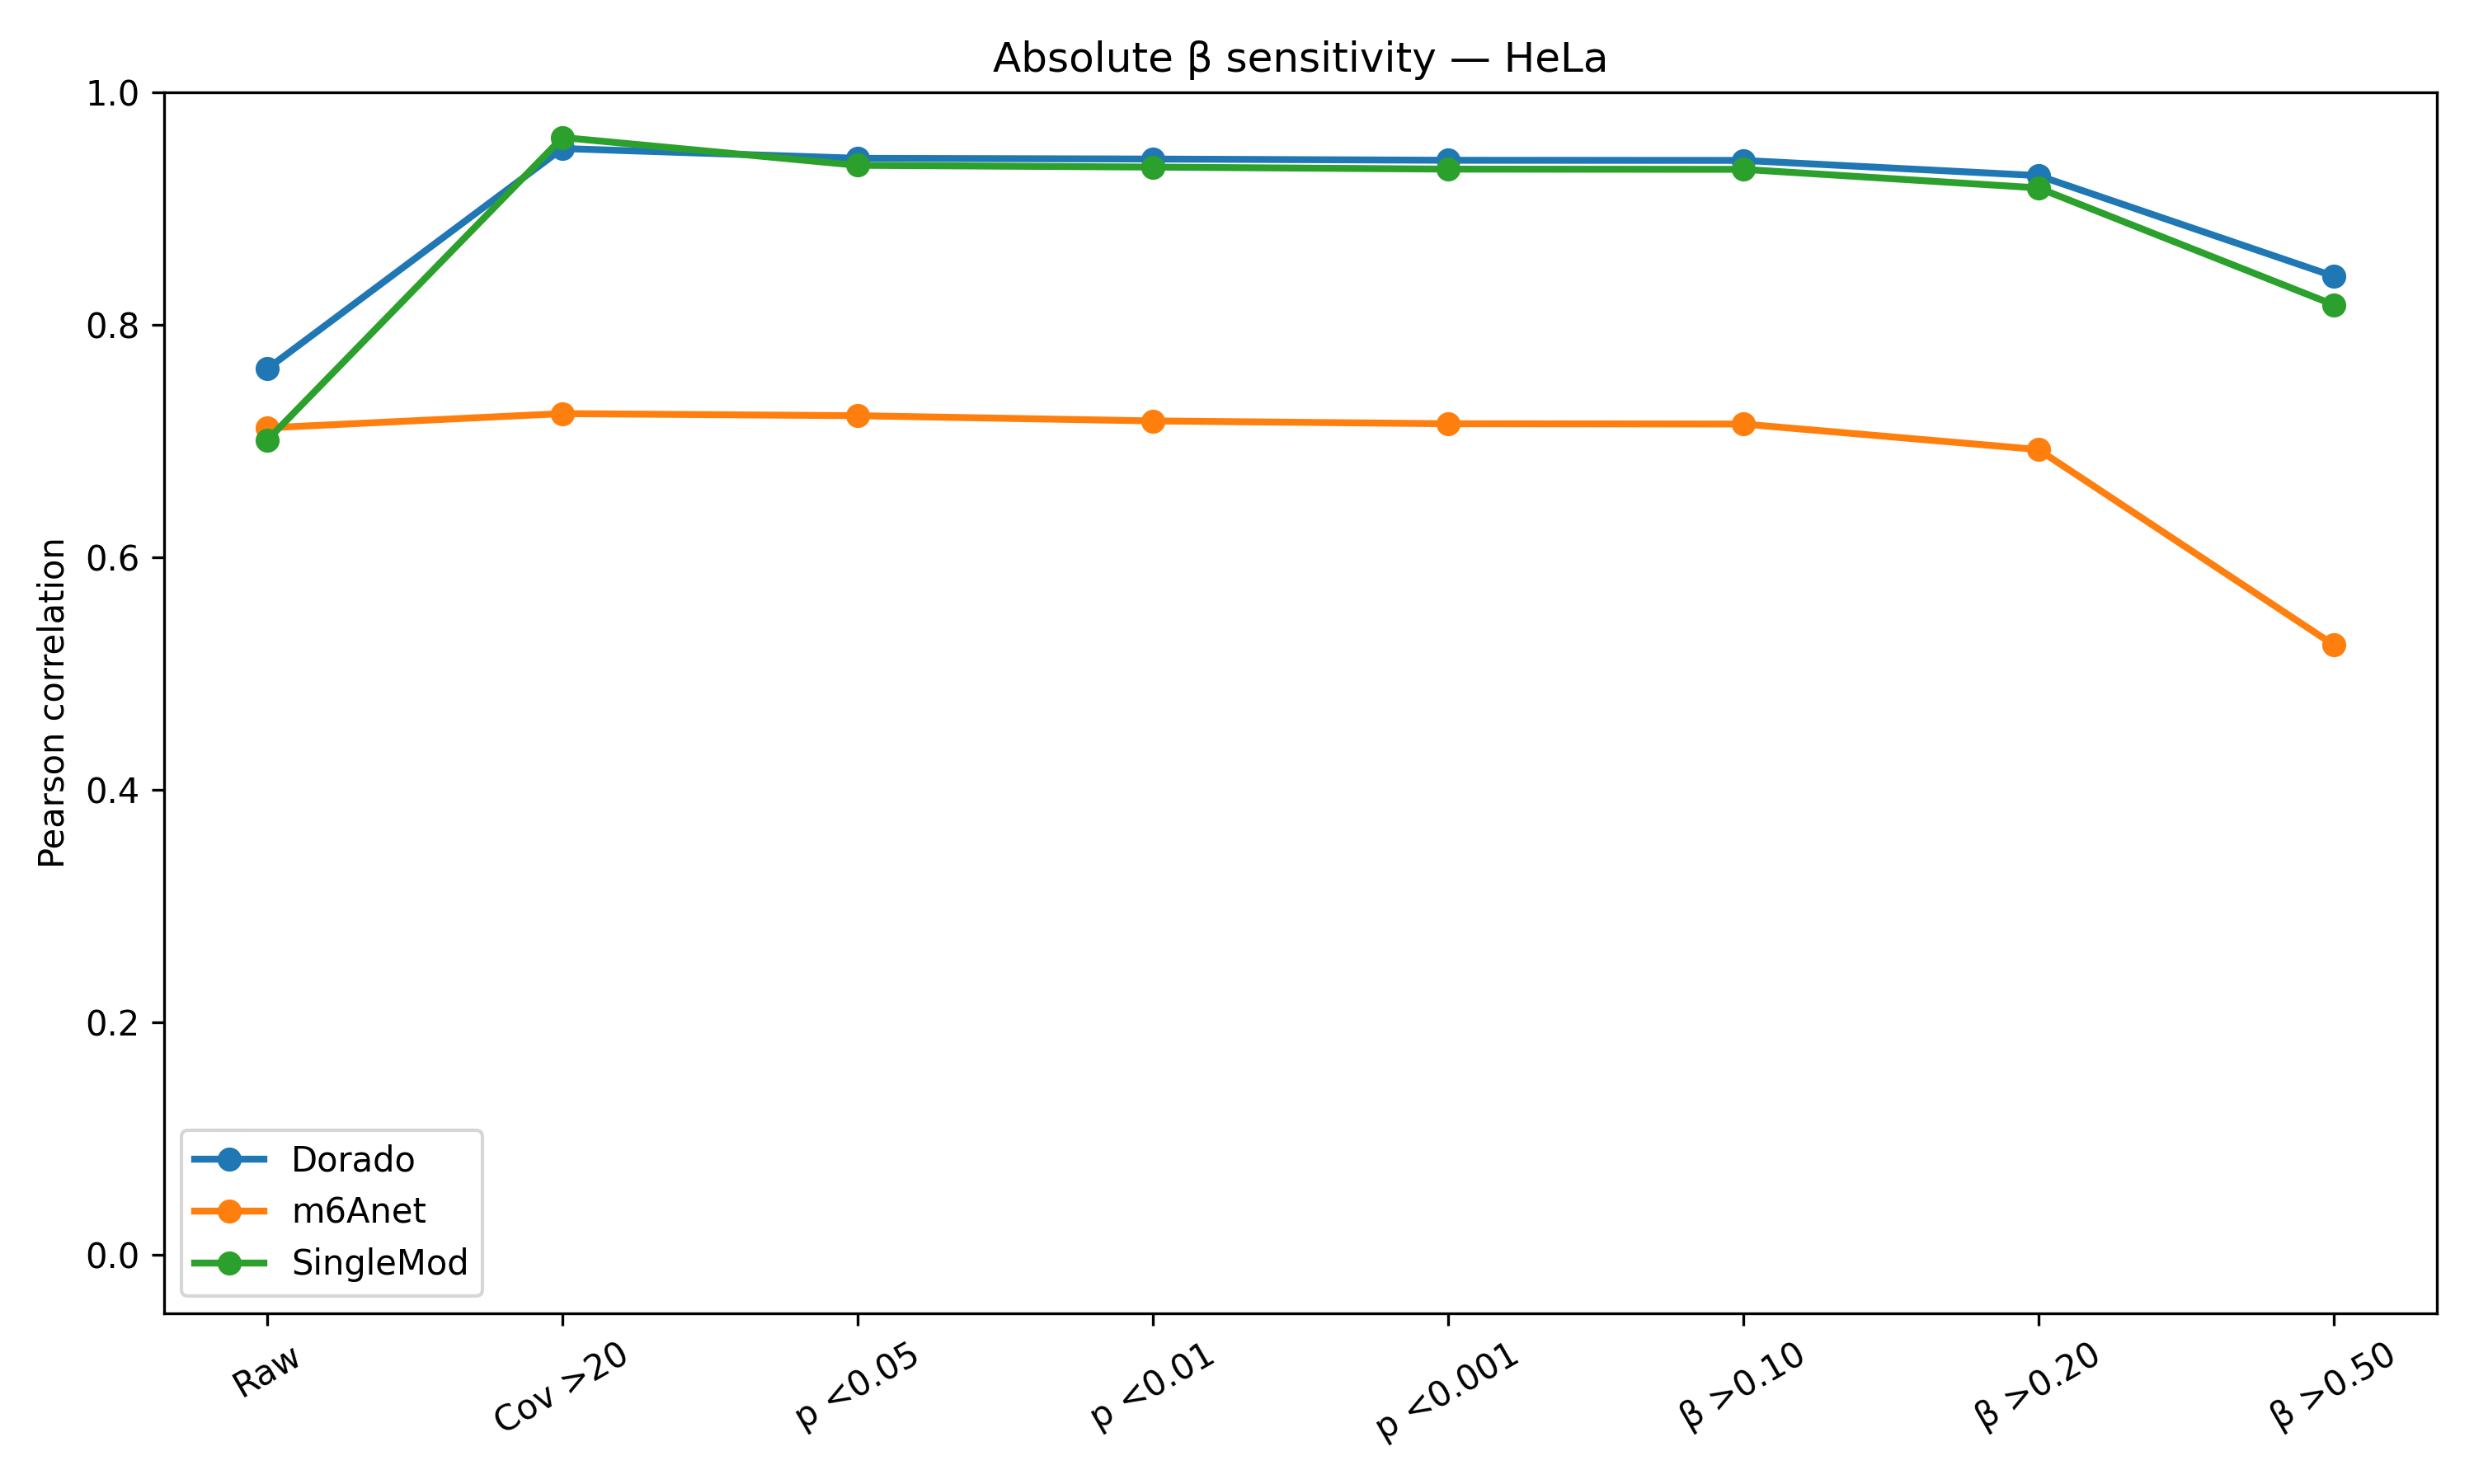 Absolute β sensitivity — HeLa
Pearson correlation
1.0
0.8
0.6
0.4
0.2
0.0
Dorado
m6Anet
SingleMod
Raw
Cov >20
p <0.05
p <0.01
p <0.001
β >0.10
β >0.20
β >0.50